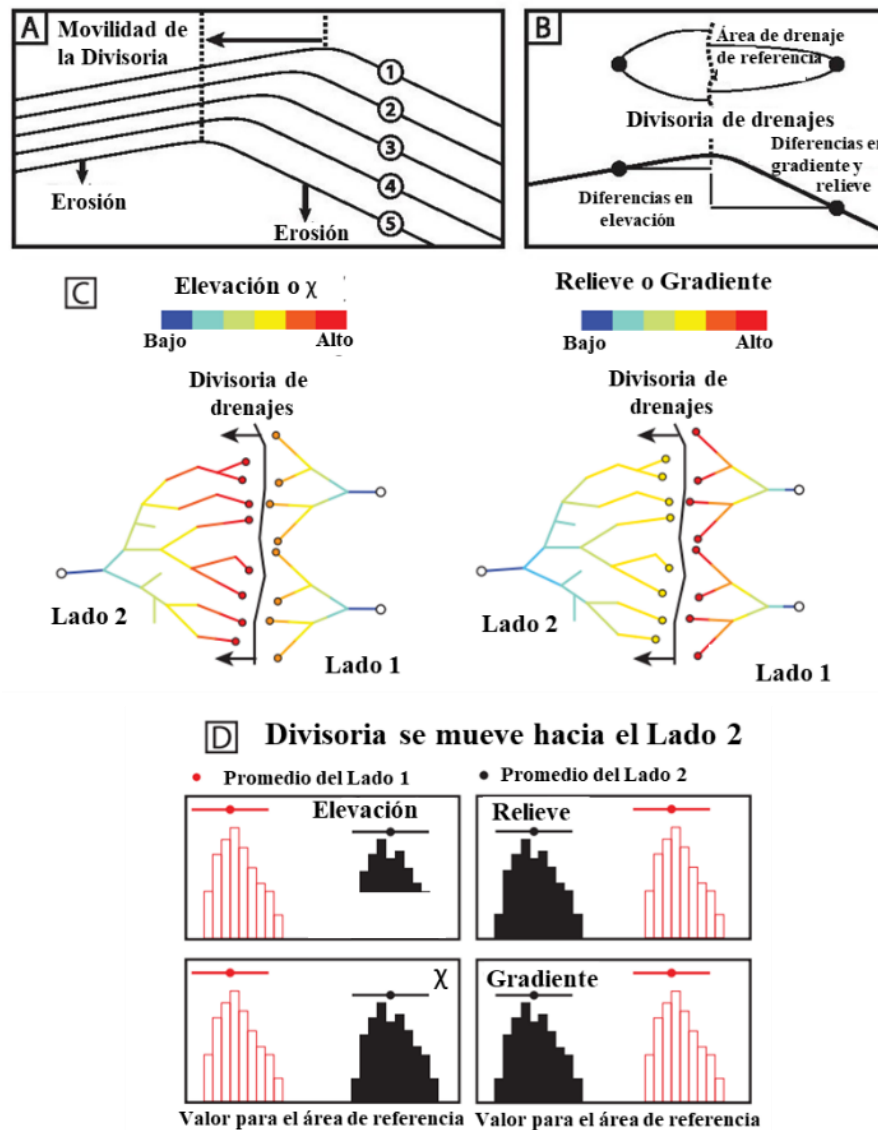 A
Movilidad de
la Divisoria
1
2
3
4
5
Erosión
Erosión
B
Área de drenaje
de referencia
Divisoria de drenajes
Diferencias en
gradiente y
relieve
Diferencias en
elevación
C
Elevación o χ
Bajo
Alto
Divisoria de
drenajes
Lado 2
Lado 1
Relieve o Gradiente
Bajo
Alto
Divisoria de
drenajes
Lado 2
Lado 1
D
Divisoria se mueve hacia el Lado 2
Promedio del Lado 1
Promedio del Lado 2
Elevación
Relieve
χ
Gradiente
Valor para el área de referencia
Valor para el área de referencia